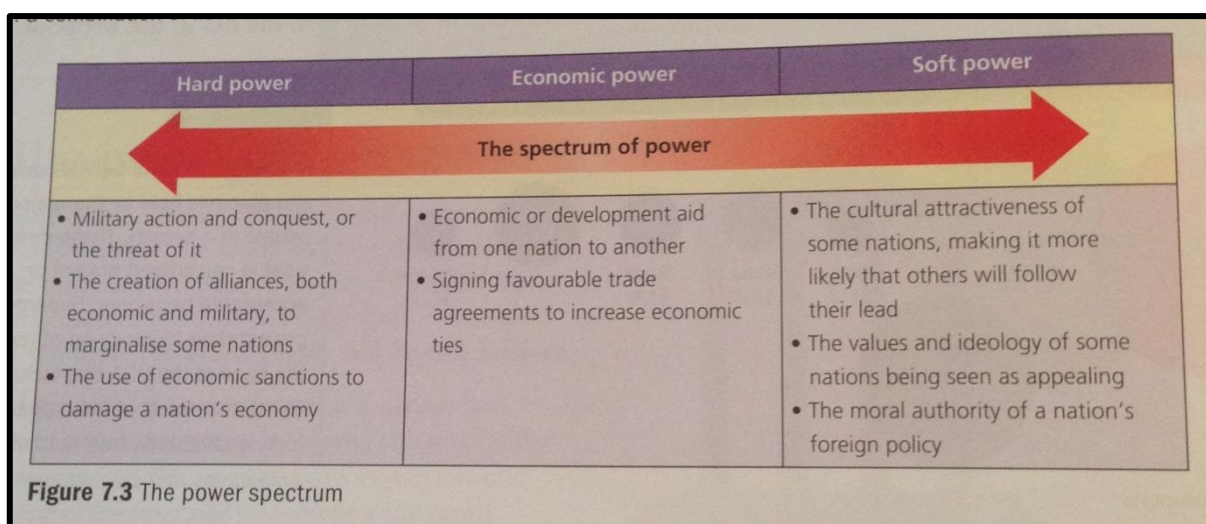 Hard power
Economic power
Soft power
The spectrum of power
• Military action and conquest, or
the threat of it
• The creation of alliances, both
economic and military, to
marginalise some nations
• The use of economic sanctions to
damage a nation's economy
• Economic or development aid
from one nation to another
• Signing favourable trade
agreements to increase economic
ties
• The cultural attractiveness of
some nations, making it more
likely that others will follow
their lead
• The values and ideology of some
nations being seen as appealing
• The moral authority of a nation's
foreign policy
Figure 7.3 The power spectrum